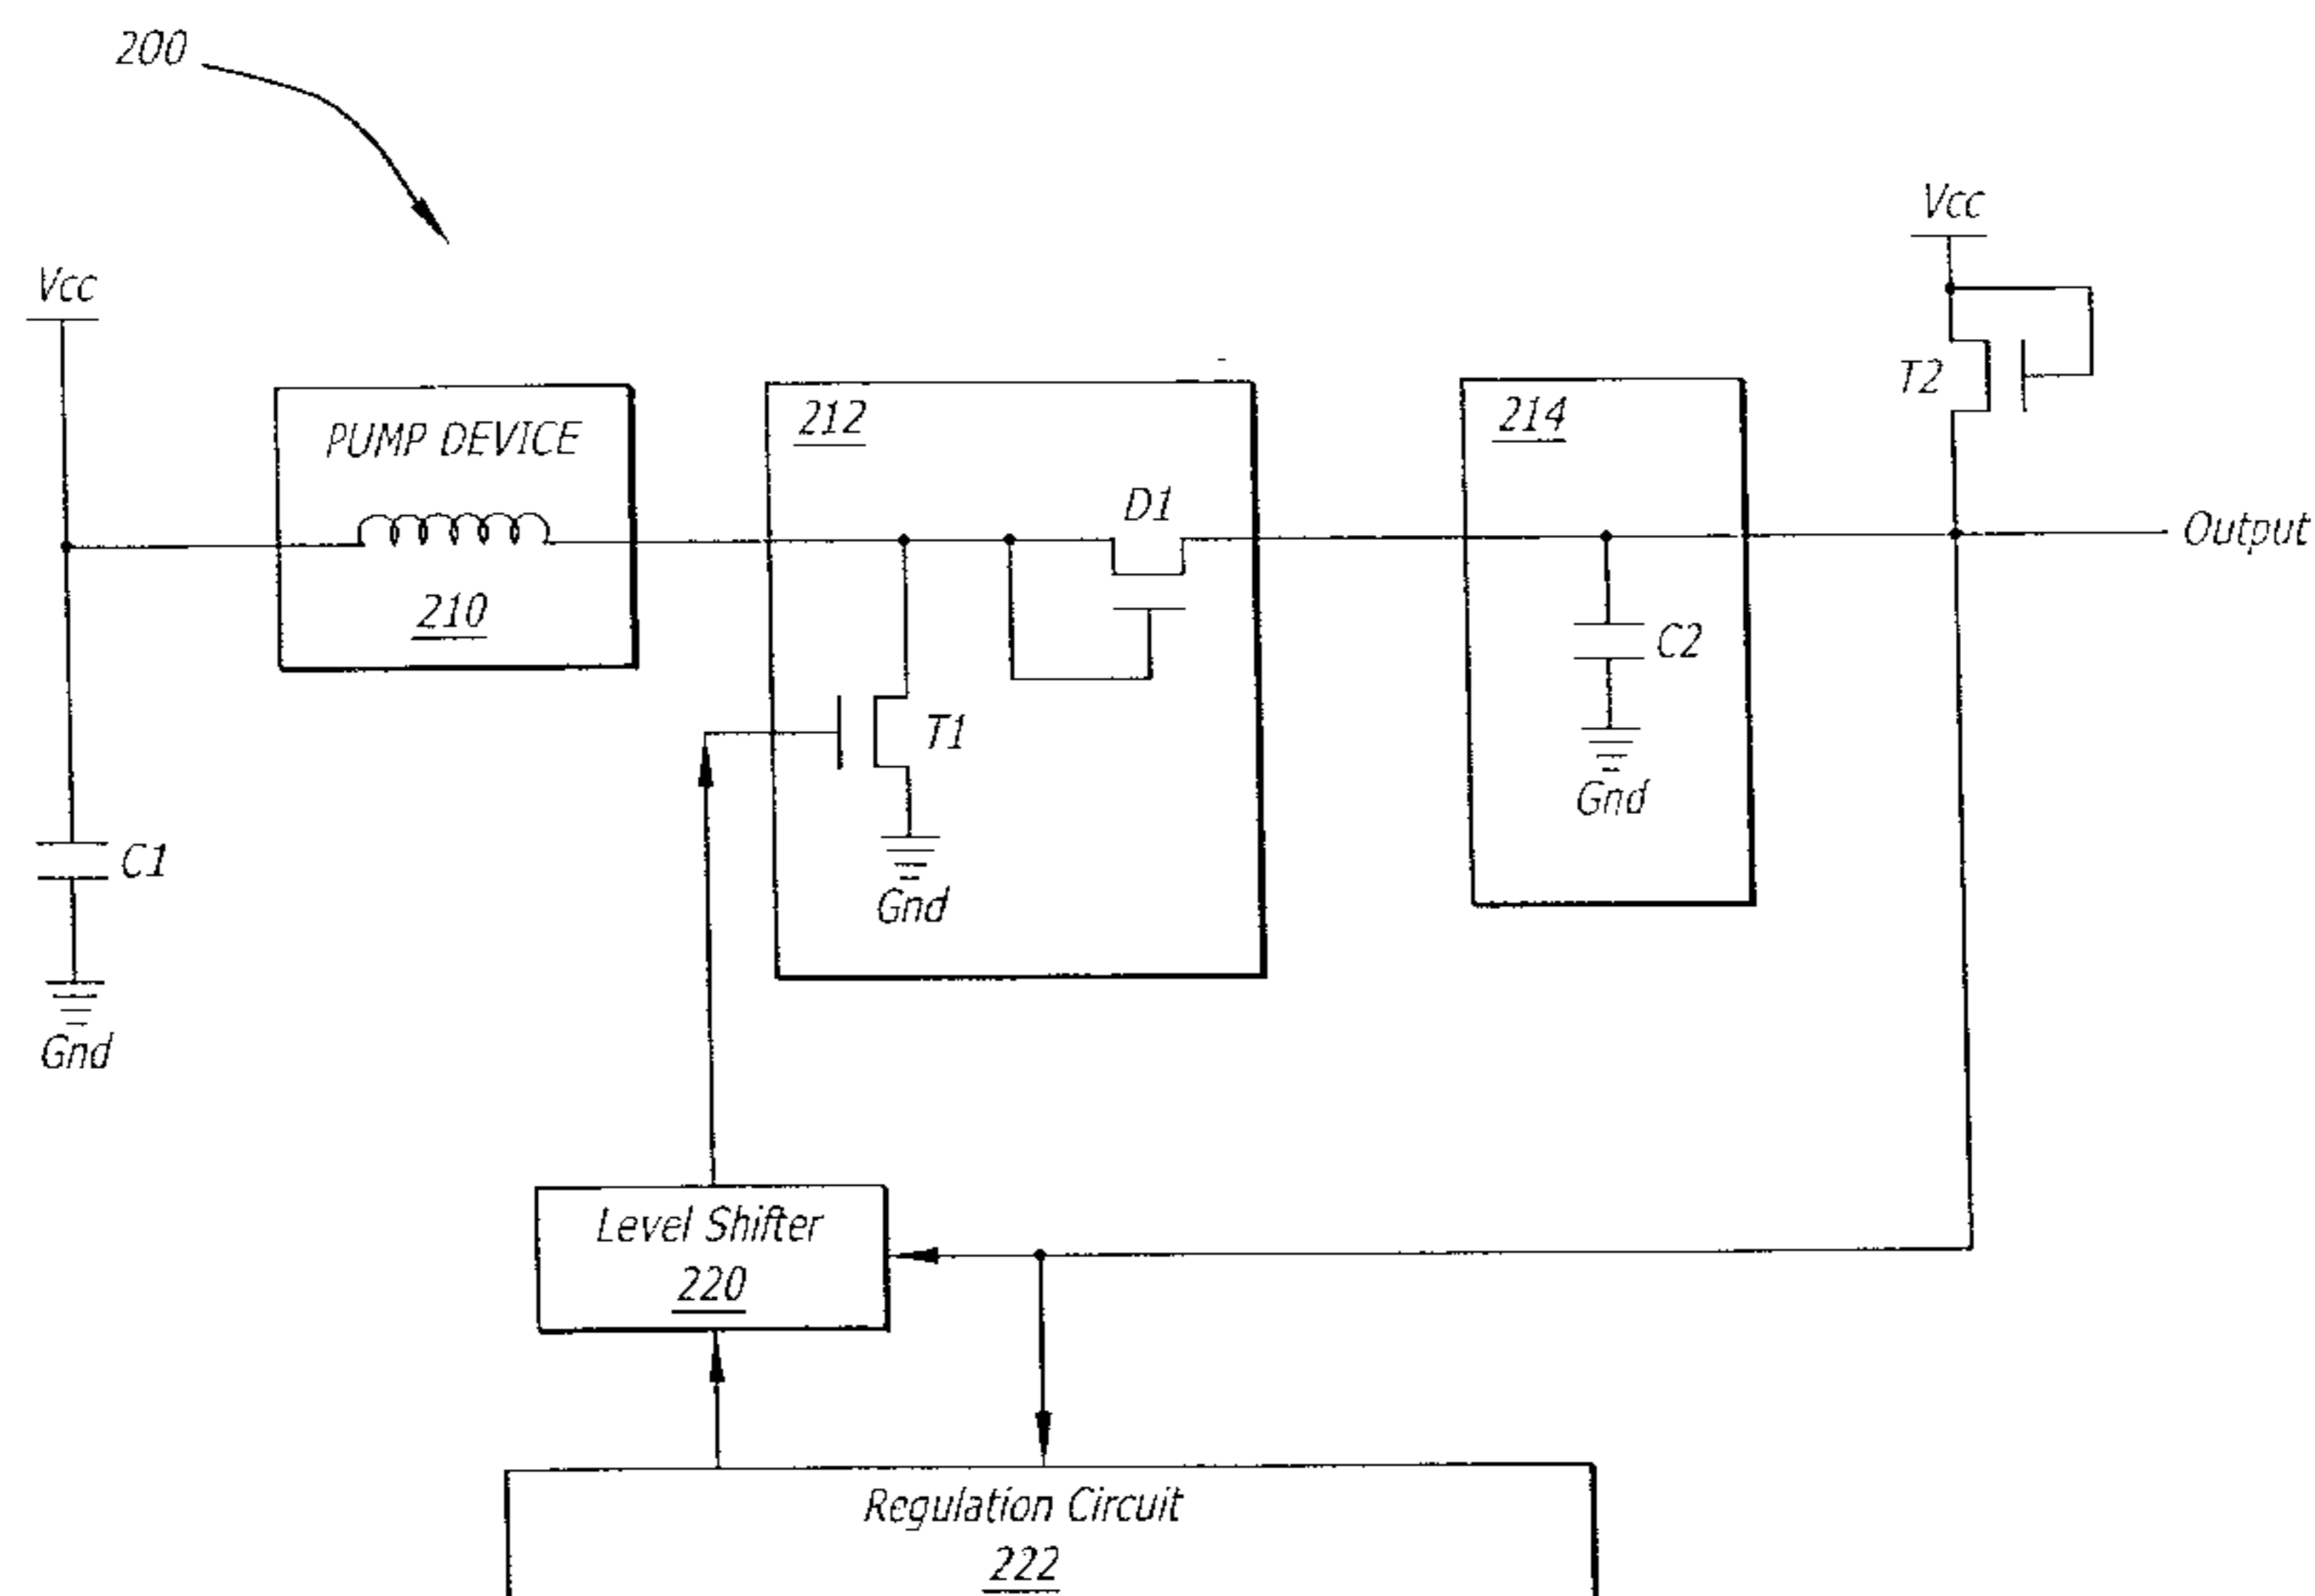 200
Vcc
Vcc
PUMP DEVICE
210
212
D1
T1
Gnd
214
C2
Gnd
T2
Output
C1
Gnd
Level Shifter
220
Regulation Circuit
222